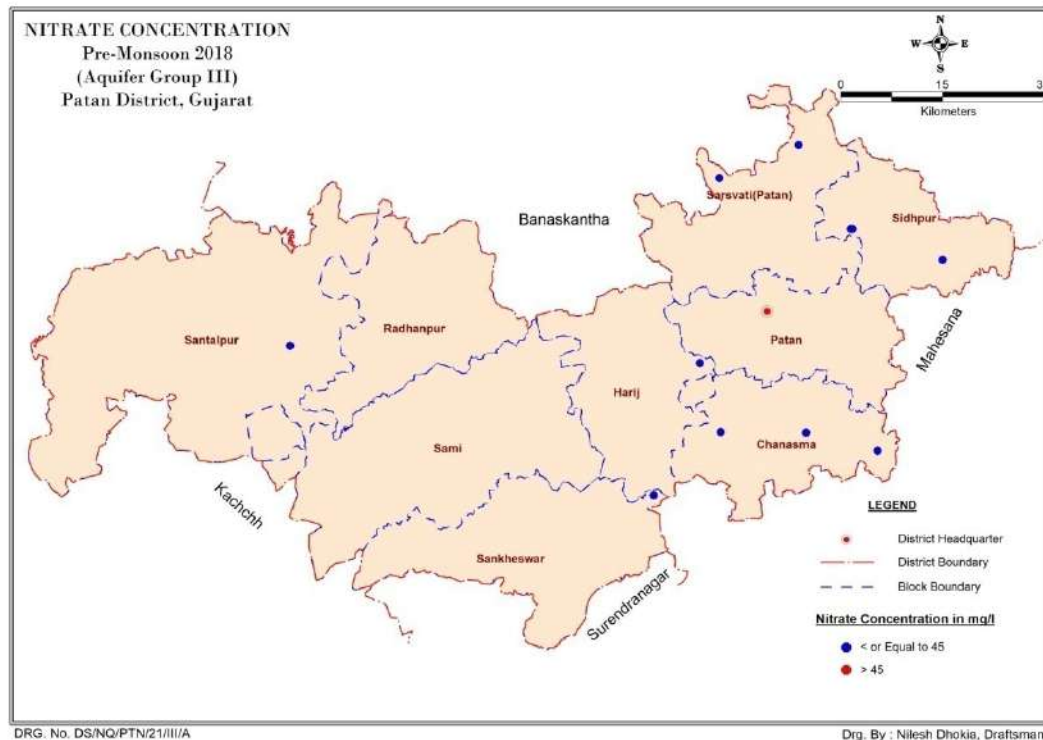 NITRATE CONCENTRATION
Pre-Monsoon 2018
(Aquifer Group III)
Patan District, Gujarat
N
W E
S
0 15 3
Kilometers
Sarsvati(Patan)
Sidhpur
Banaskantha
Santalpur
Radhanpur
Patan
Mahesana
Harij
Sami
Chanasma
Kachchh
Sankheswar
Surendranagar
LEGEND
District Headquarter
District Boundary
Block Boundary
Nitrate Concentration in mg/l
< or Equal to 45
> 45
DRG. No. DS/NQ/PTN/21/III/A
Drg. By : Nilesh Dhokia, Draftsman